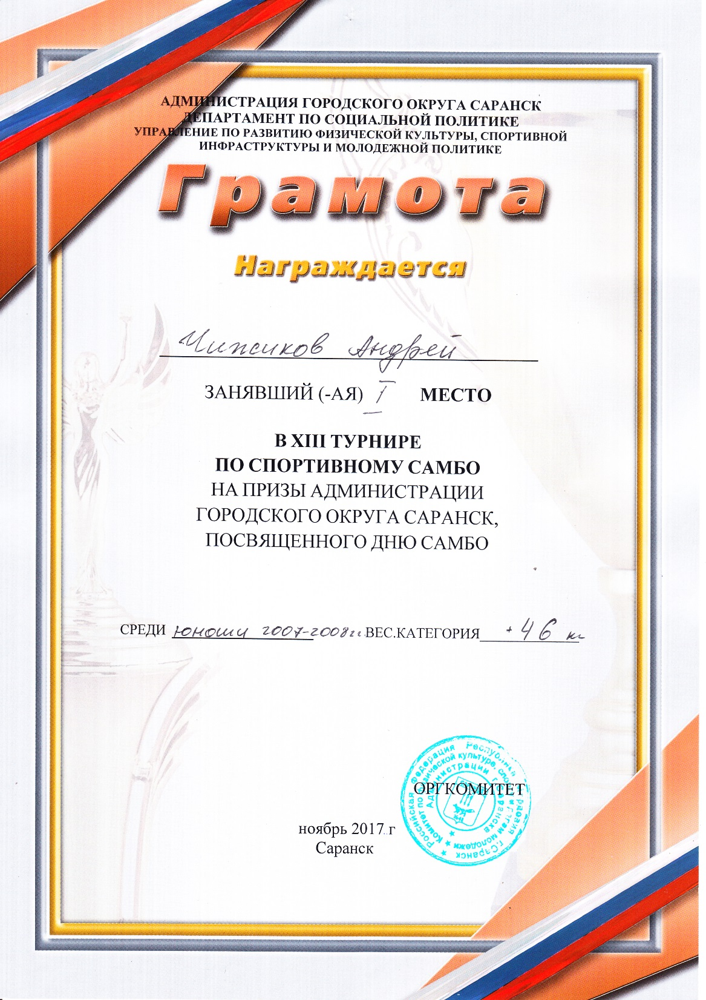 АДМИНИСТРАЦИЯ ГОРОДСКОГО ОКРУГА САРАНСК
ДЕПАРТАМЕНТ ПО СОЦИАЛЬНОЙ ПОЛИТИКЕ
УПРАВЛЕНИЕ ПО РАЗВИТИЮ ФИЗИЧЕСКОЙ КУЛЬТУРЫ, СПОРТИВНОЙ
ИНФРАСТРУКТУРЫ И МОЛОДЕЖНОЙ ПОЛИТИКЕ
Грамота
Награждается
Чижиков Андрей
ЗАНЯВШИЙ (-АЯ) I МЕСТО
В XIII ТУРНИРЕ
ПО СПОРТИВНОМУ САМБО
НА ПРИЗЫ АДМИНИСТРАЦИИ
ГОРОДСКОГО ОКРУГА САРАНСК,
ПОСВЯЩЕННОГО ДНЮ САМБО
СРЕДИ юноши 2007-2008гг. ВЕС.КАТЕГОРИЯ +46 кг
Российская Федерация Республика Мордовия г.Саранск
Комитет по физической культуре, спорту молодежи
Администрации г.Саранска
ОРГКОМИТЕТ
ноябрь 2017 г
Саранск